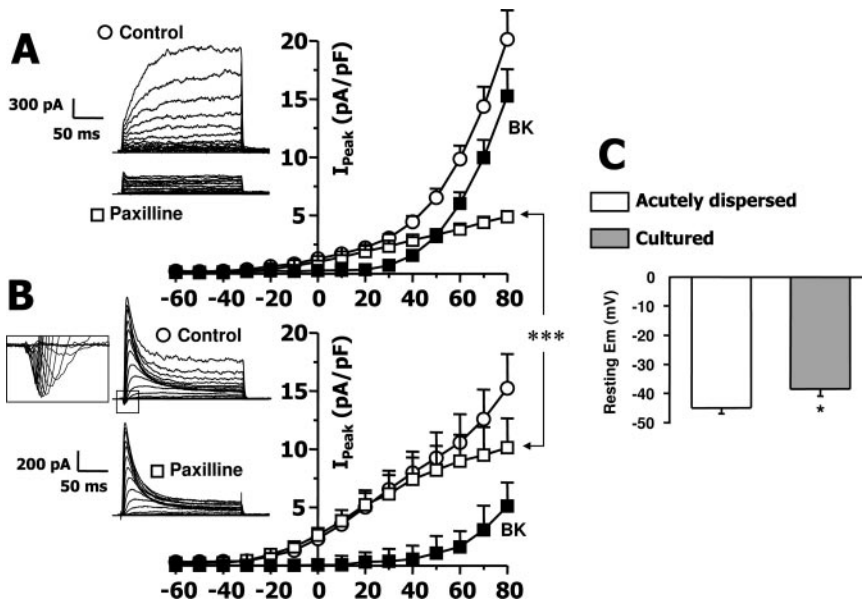 A
Control
300 pA
50 ms
Paxilline
I Peak (pA/pF)
20
15
10
5
BK
-60 -40 -20 0 20 40 60 80
B
Control
200 pA
50 ms
Paxilline
I Peak (pA/pF)
20
15
10
5
BK
-60 -40 -20 0 20 40 60 80
***
C
Acutely dispersed
Cultured
Resting Em (mV)
0
-10
-20
-30
-40
-50
*